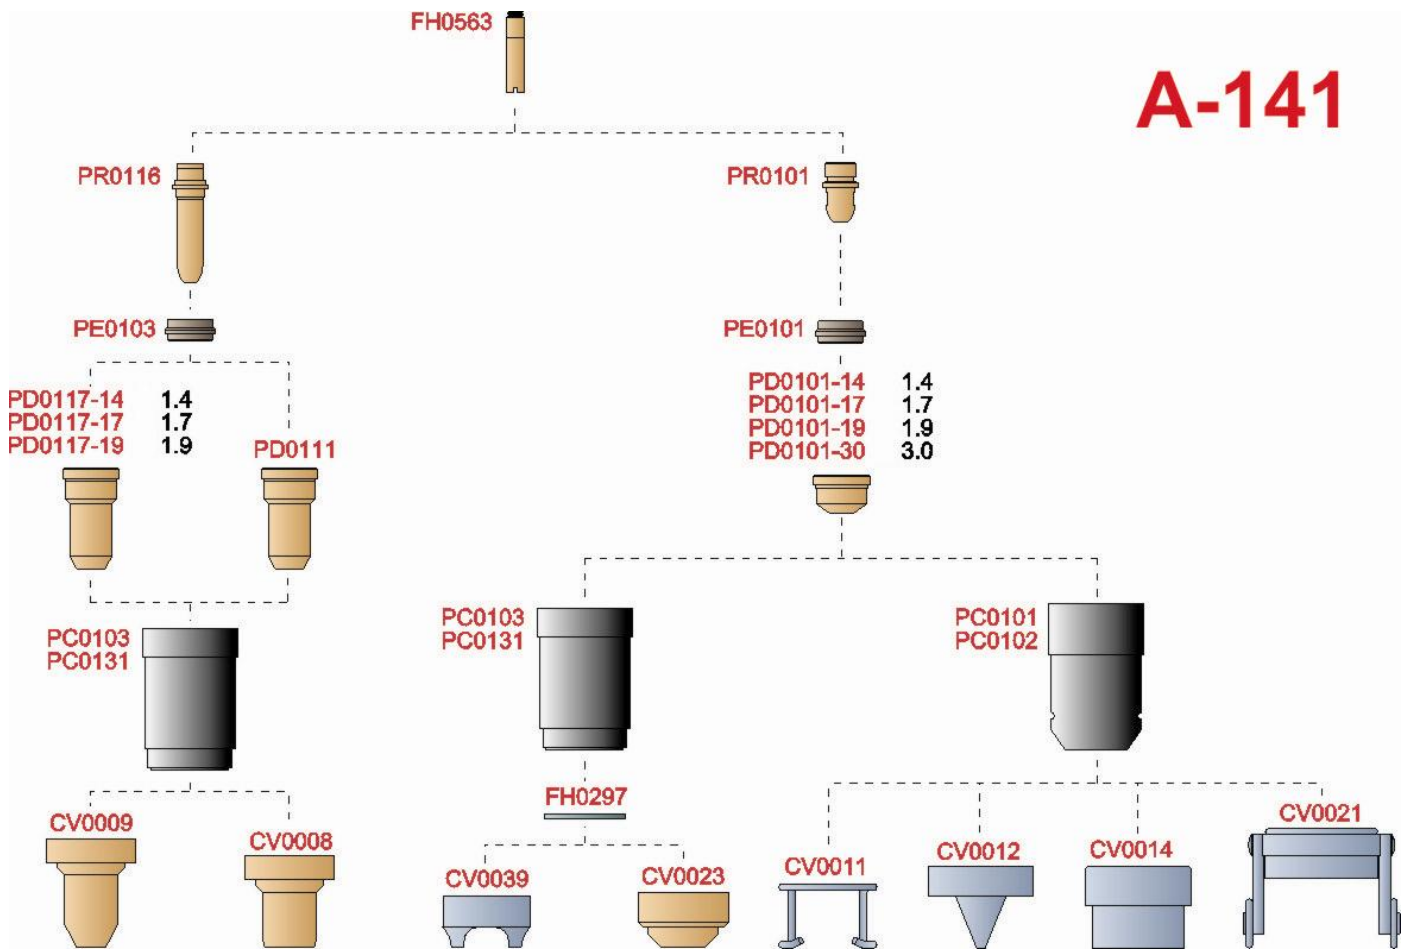 FH0563
A-141
PR0116
PR0101
PE0103
PE0101
PD0117-14 1.4
PD0117-17 1.7
PD0117-19 1.9
PD0111
PD0101-14 1.4
PD0101-17 1.7
PD0101-19 1.9
PD0101-30 3.0
PC0103
PC0131
PC0103
PC0131
PC0101
PC0102
FH0297
CV0009
CV0008
CV0039
CV0023
CV0011
CV0012
CV0014
CV0021